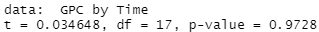 data:  GPC by Time
t = 0.034648, df = 17, p-value = 0.9728